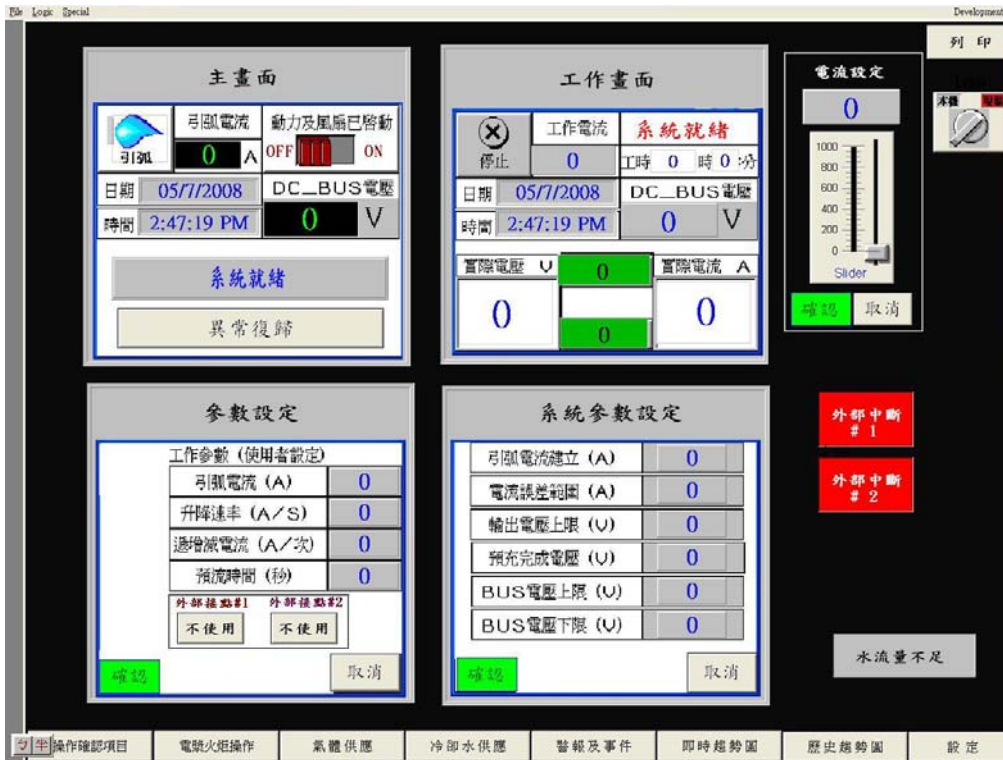 File Logic Special
Development
列 印
主畫面
引弧
引弧電流
0 A
動力及風扇已啓動
OFF ON
日期 05/7/2008
時間 2:47:19 PM
DC_BUS電壓
0 V
系統就緒
異常復歸
工作畫面
停止
工作電流
0
系統就緒
工時 0 時 0 分
日期 05/7/2008
時間 2:47:19 PM
DC_BUS電壓
0 V
實際電壓 V
0
0
0
實際電流 A
0
電流設定
0
1000
800
600
400
200
0
Slider
確認 取消
本機
參數設定
工作參數 (使用者設定)
引弧電流 (A) 0
升降速率 (A/S) 0
遞增減電流 (A/次) 0
預流時間 (秒) 0
外部接點#1 外部接點#2
不使用 不使用
確認 取消
系統參數設定
引弧電流建立 (A) 0
電流誤差範圍 (A) 0
輸出電壓上限 (V) 0
預充完成電壓 (V) 0
BUS電壓上限 (V) 0
BUS電壓下限 (V) 0
確認 取消
外部中斷
# 1
外部中斷
# 2
水流量不足
ㄅ 半 操作確認項目 電漿火炬操作 氣體供應 冷卻水供應 警報及事件 即時趨勢圖 歷史趨勢圖 設定